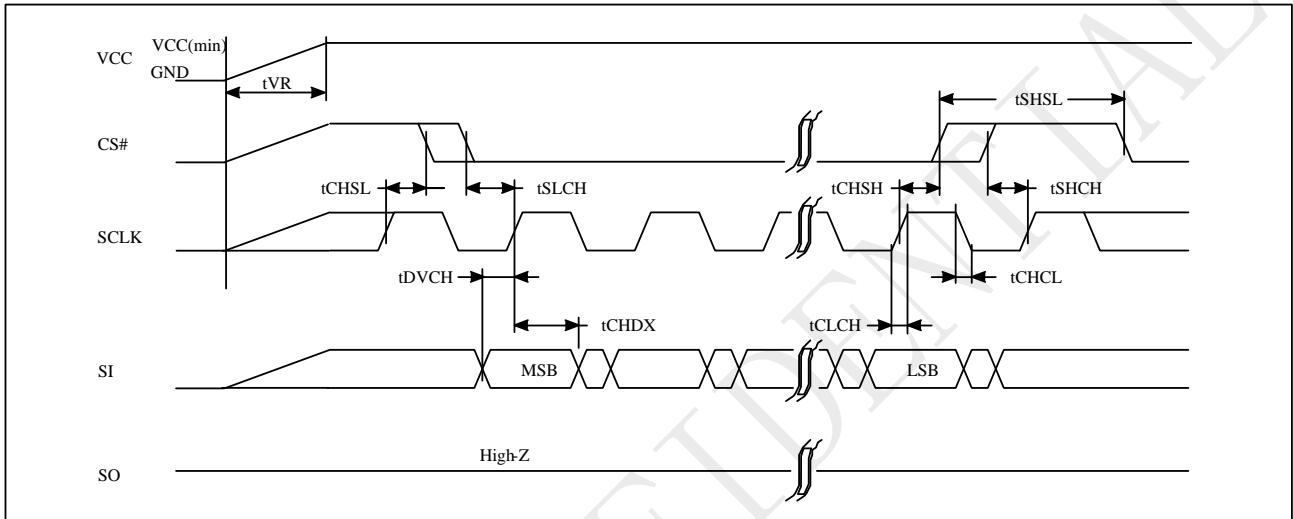 VCC
VCC(min)
GND
tVR
tSHSL
CS#
tCHSL
tSLCH
tCHSH
tSHCH
SCLK
tDVCH
tCHCL
tCHDX
tCLCH
SI
MSB
LSB
High-Z
SO